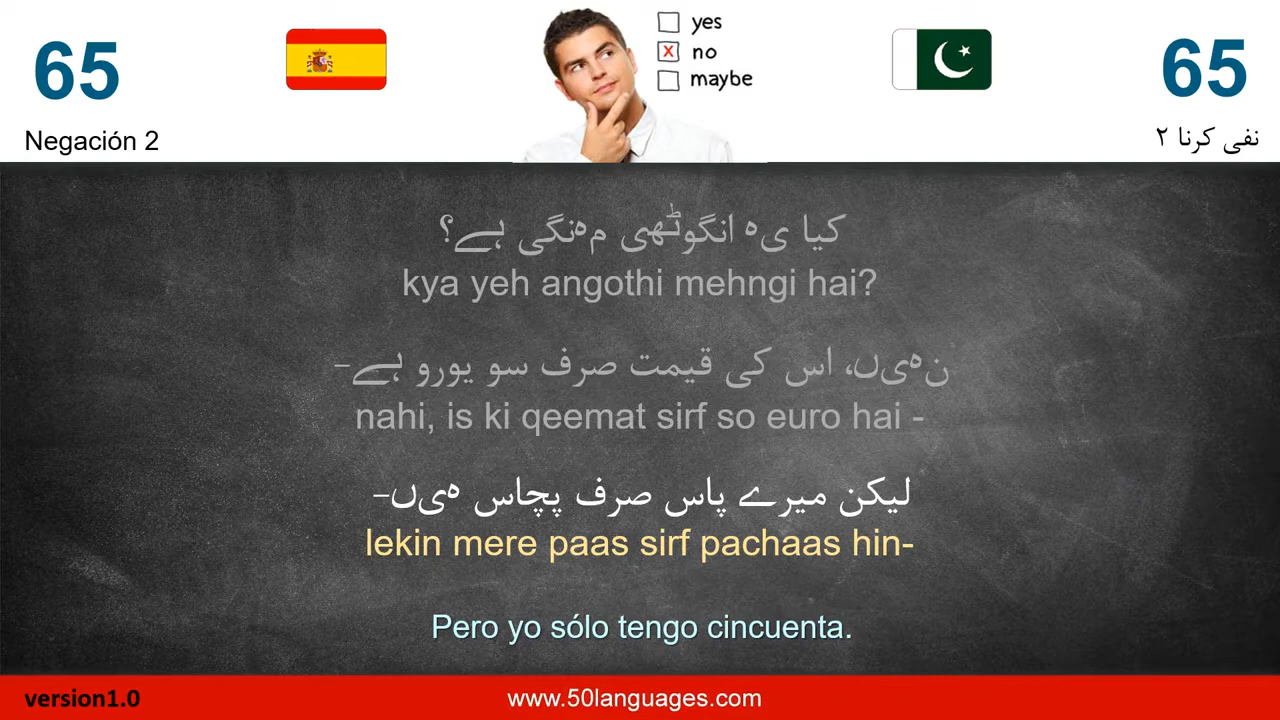 65
Negación 2
yes
x no
maybe
65
نفی کرنا ۲
کیا یہ انگوٹھی مہنگی ہے؟
kya yeh angothi mehngi hai?
نہیں، اس کی قیمت صرف سو یورو ہے-
nahi, is ki qeemat sirf so euro hai -
لیکن میرے پاس صرف پچاس ہیں-
lekin mere paas sirf pachaas hin-
Pero yo sólo tengo cincuenta.
version1.0
www.50languages.com